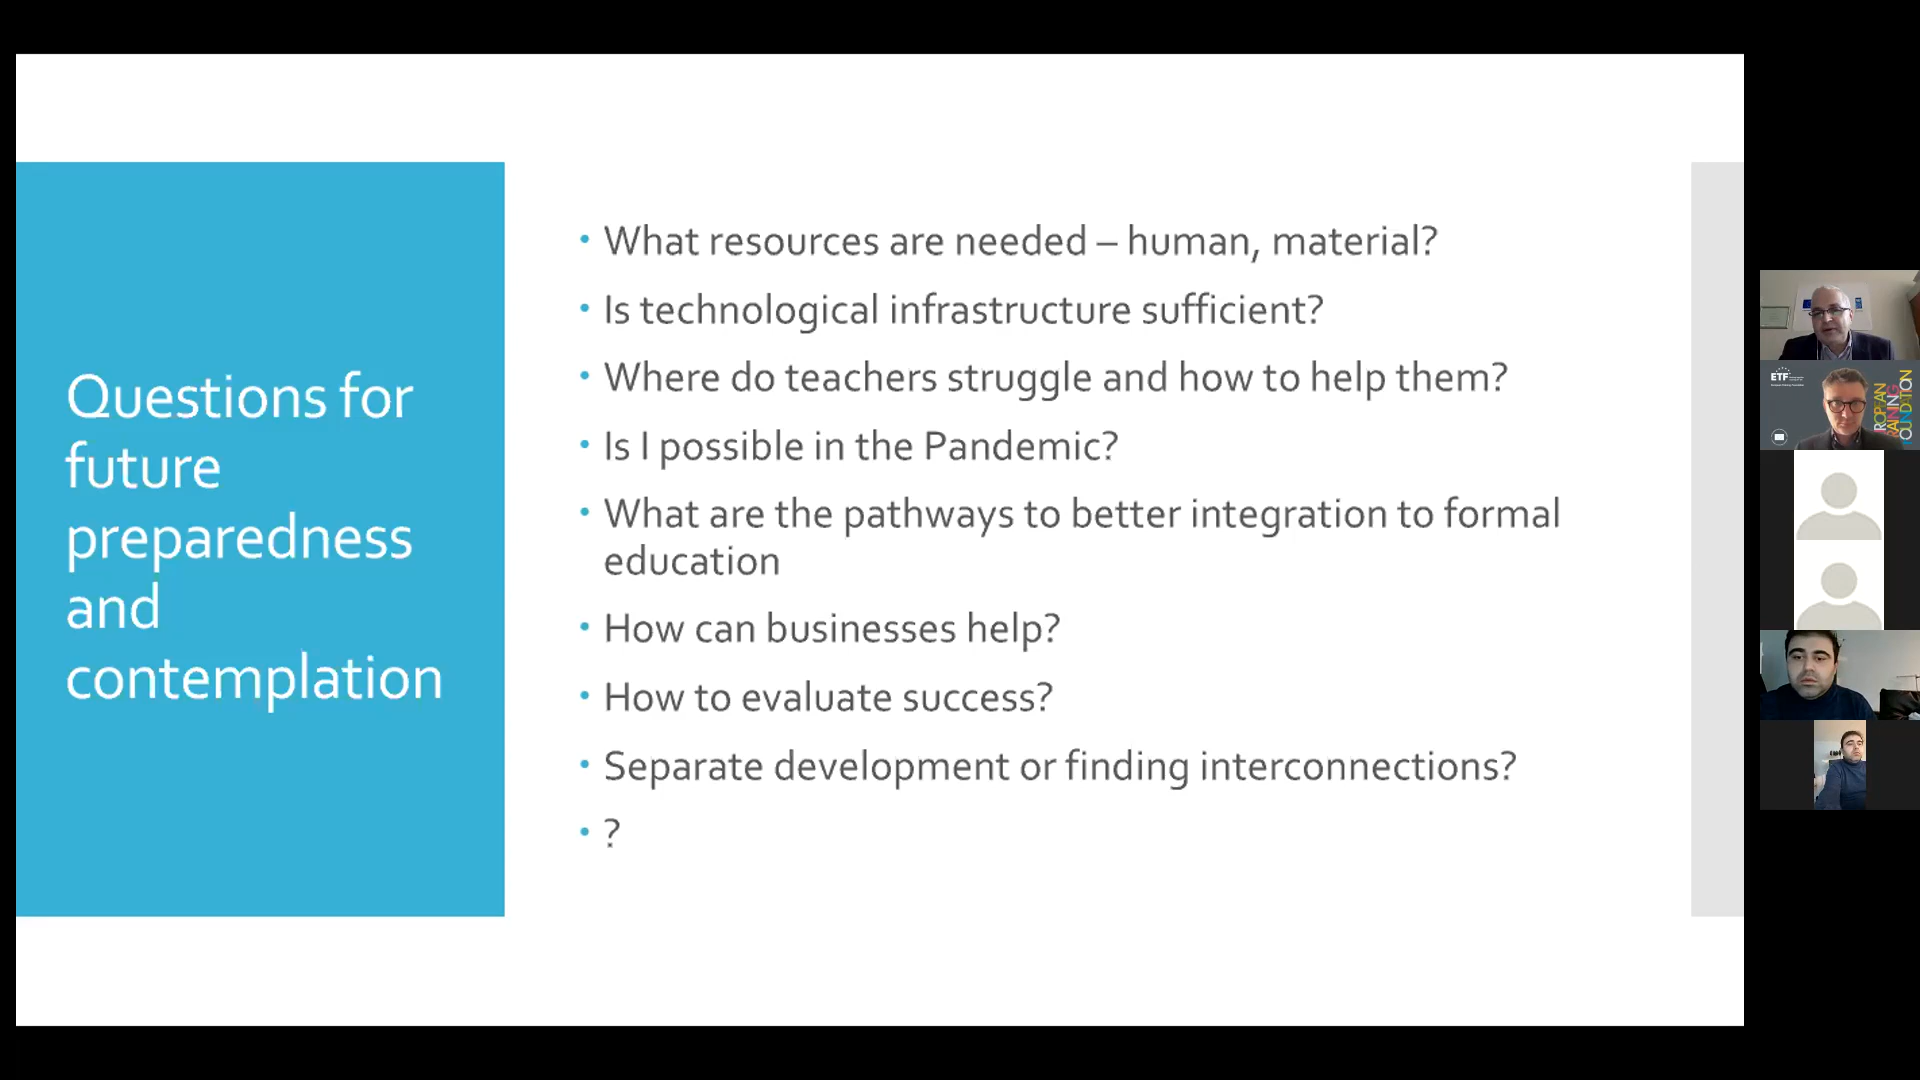 Questions for
future
preparedness
and
contemplation
• What resources are needed – human, material?
• Is technological infrastructure sufficient?
• Where do teachers struggle and how to help them?
• Is I possible in the Pandemic?
• What are the pathways to better integration to formal
education
• How can businesses help?
• How to evaluate success?
• Separate development or finding interconnections?
• ?
ETF